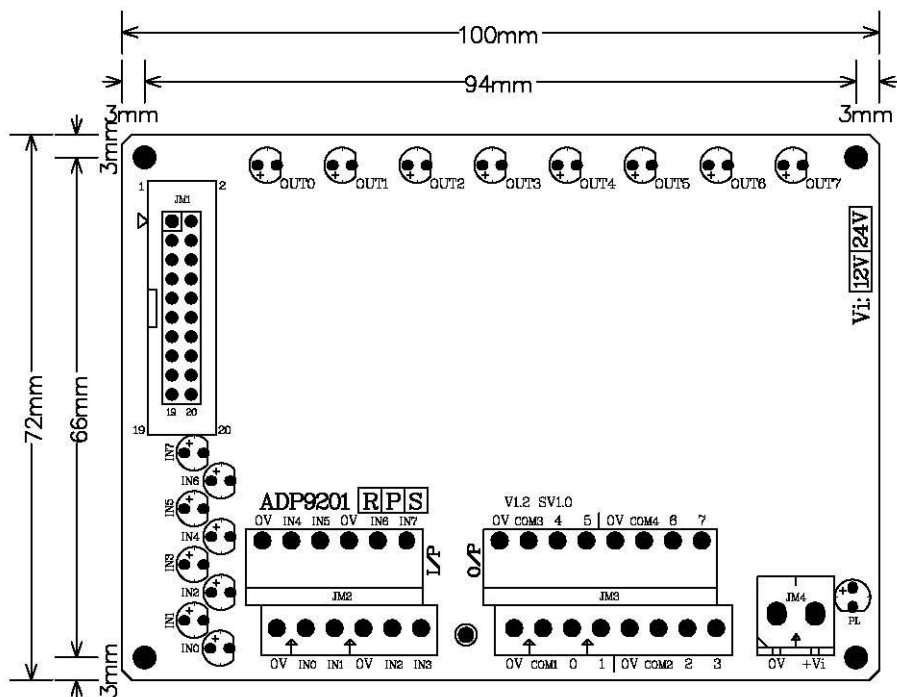 100mm
94mm
3mm
3mm
3mm
OUT0 OUT1 OUT2 OUT3 OUT4 OUT5 OUT6 OUT7
1 2
JM1
Vi: 12V 24V
72mm
66mm
19 20
19 20
IN7
IN6
IN5
IN4
IN3
IN2
IN1
IN0
ADP9201 R P S
V1.2 SV1.0
0V IN4 IN5 0V IN6 IN7
0V COM3 4 5 0V COM4 6 7
I/P
O/P
JM2
JM3
JM4
PL
0V IN0 IN1 0V IN2 IN3
0V COM1 0 1 0V COM2 2 3
0V +Vi
3mm